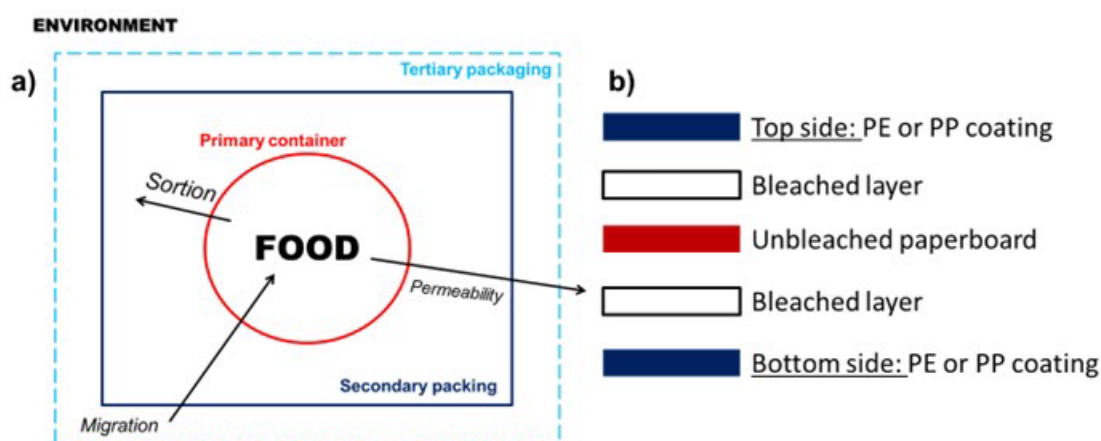 ENVIRONMENT
a)
Tertiary packaging
Primary container
Sortion
FOOD
Permeability
Secondary packing
Migration
b)
Top side: PE or PP coating
Bleached layer
Unbleached paperboard
Bleached layer
Bottom side: PE or PP coating